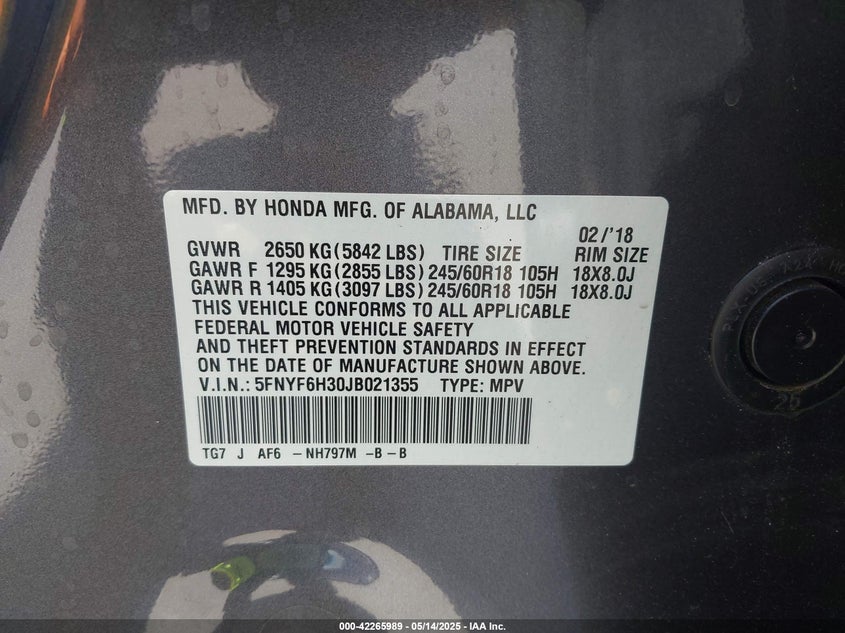 MFD. BY HONDA MFG. OF ALABAMA, LLC
02/'18
GVWR 2650 KG(5842 LBS) TIRE SIZE RIM SIZE
GAWR F 1295 KG(2855 LBS)245/60R18 105H 18X8.0J
GAWR R 1405 KG(3097 LBS)245/60R18 105H 18X8.0J
THIS VEHICLE CONFORMS TO ALL APPLICABLE
FEDERAL MOTOR VEHICLE SAFETY
AND THEFT PREVENTION STANDARDS IN EFFECT
ON THE DATE OF MANUFACTURE SHOWN ABOVE.
V.I.N.: 5FNYF6H30JB021355 TYPE: MPV
TG7 J AF6 - NH797M -B - B
25
000-42265989 — 05/14/2025 — IAA Inc.